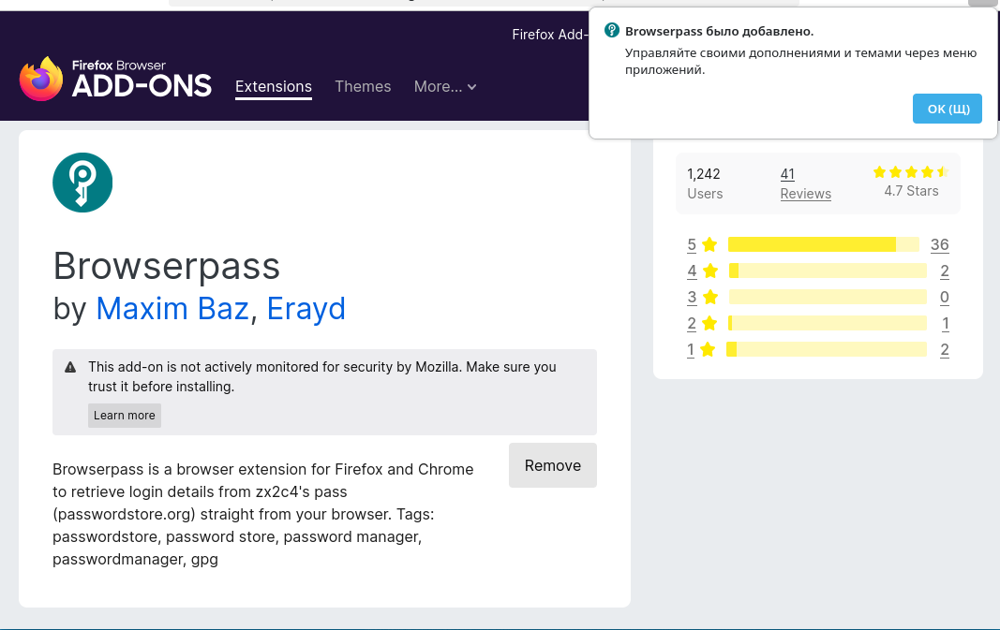 Firefox Add-
Browserpass было добавлено.
Управляйте своими дополнениями и темами через меню
приложений.
ОК (Щ)
Firefox Browser
ADD-ONS
Extensions
Themes
More...
Browserpass
by Maxim Baz, Erayd
This add-on is not actively monitored for security by Mozilla. Make sure you
trust it before installing.
Learn more
Remove
Browserpass is a browser extension for Firefox and Chrome
to retrieve login details from zx2c4's pass
(passwordstore.org) straight from your browser. Tags:
passwordstore, password store, password manager,
passwordmanager, gpg
1,242
Users
41
Reviews
4.7 Stars
5 36
4 2
3 0
2 1
1 2